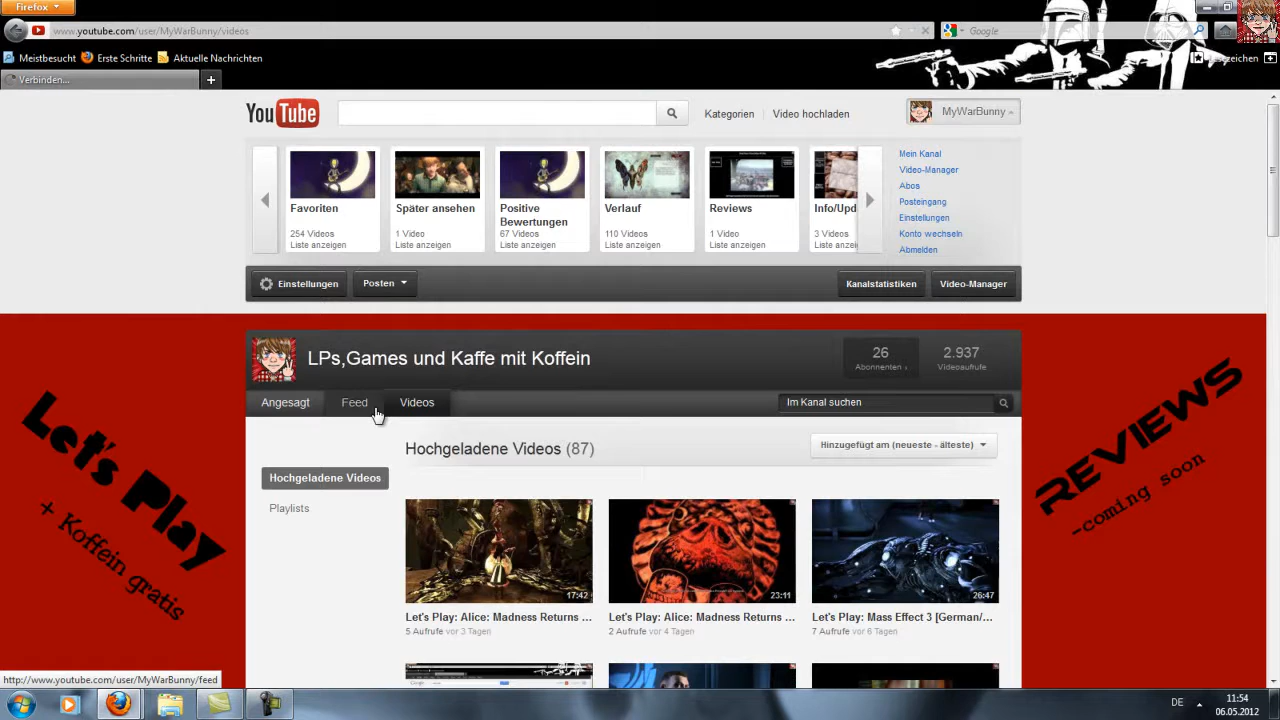 Firefox
www.youtube.com/user/MyWarBunny/videos
Google
Meistbesucht Erste Schritte Aktuelle Nachrichten
Lesezeichen
Verbinden...
YouTube
Kategorien Video hochladen
MyWarBunny
Favoriten
254 Videos
Liste anzeigen
Später ansehen
1 Video
Liste anzeigen
Positive
Bewertungen
67 Videos
Liste anzeigen
Verlauf
110 Videos
Liste anzeigen
Reviews
1 Video
Liste anzeigen
Info/Upd
3 Videos
Liste anzeige
Mein Kanal
Video-Manager
Abos
Posteingang
Einstellungen
Konto wechseln
Abmelden
Einstellungen Posten
Kanalstatistiken Video-Manager
LPs,Games und Kaffe mit Koffein
26
Abonnenten ›
2.937
Videoaufrufe
Angesagt Feed Videos
Im Kanal suchen
Let's Play
+ Koffein gratis
REVIEWS
-coming soon
Hochgeladene Videos (87)
Hinzugefügt am (neueste - älteste)
Hochgeladene Videos
Playlists
17:42
Let's Play: Alice: Madness Returns ...
5 Aufrufe vor 3 Tagen
23:11
Let's Play: Alice: Madness Returns ...
2 Aufrufe vor 4 Tagen
26:47
Let's Play: Mass Effect 3 [German/...
7 Aufrufe vor 6 Tagen
http://www.youtube.com/user/MyWarBunny/feed
DE
11:54
06.05.2012